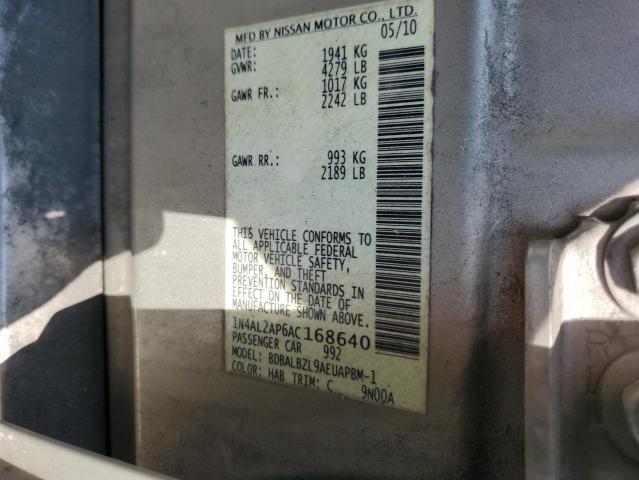 MFD BY NISSAN MOTOR CO., LTD.
DATE: 05/10
GVWR: 1941 KG
4279 LB
GAWR FR.: 1017 KG
2242 LB
GAWR RR.: 993 KG
2189 LB
THIS VEHICLE CONFORMS TO
ALL APPLICABLE FEDERAL
MOTOR VEHICLE SAFETY,
BUMPER, AND THEFT
PREVENTION STANDARDS IN
EFFECT ON THE DATE OF
MANUFACTURE SHOWN ABOVE.
1N4AL2AP6AC168640
PASSENGER CAR 992
MODEL: BDBALBZL9AEUAPBM-1
COLOR: HAB TRIM: C 9N00A